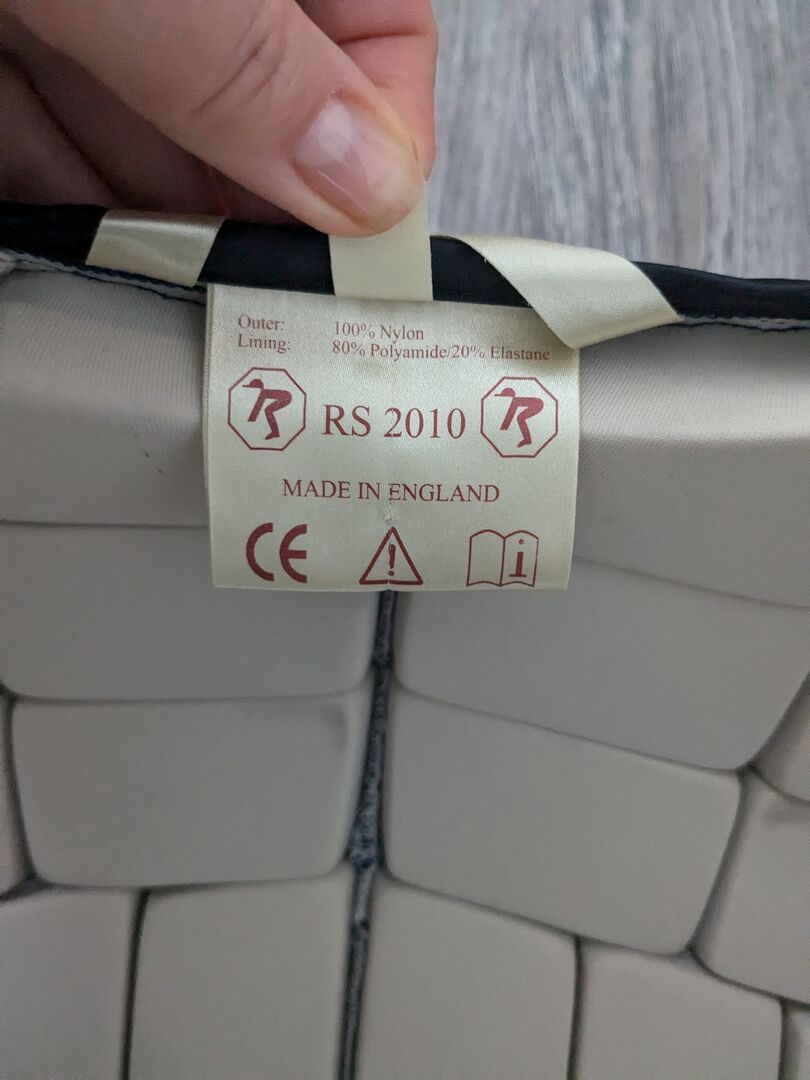 Outer: 100% Nylon
Lining: 80% Polyamide/20% Elastane
RS 2010
MADE IN ENGLAND
CE